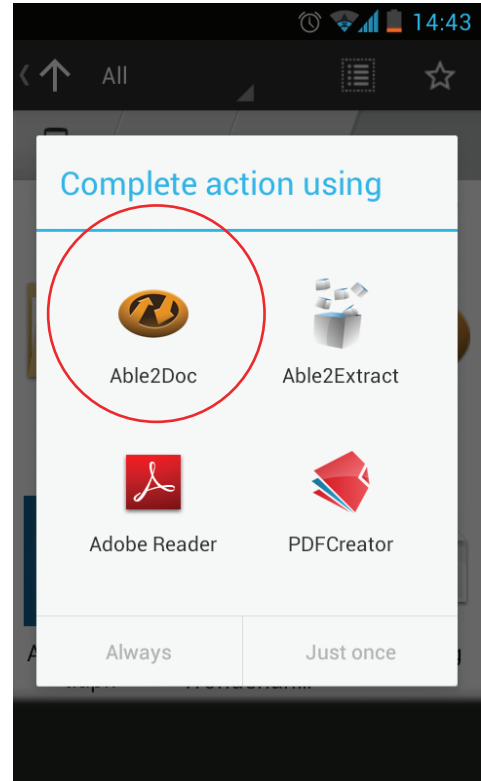 14:43
All
Complete action using
Able2Doc Able2Extract
Adobe Reader PDFCreator
Always Just once